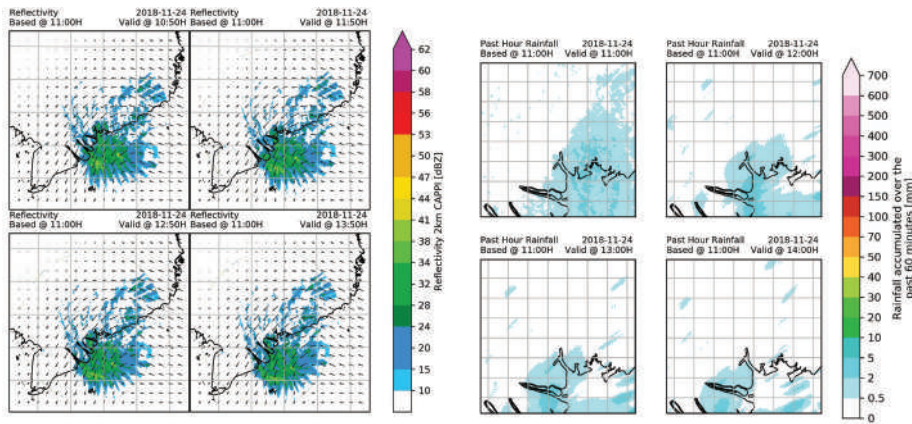 Reflectivity 2018-11-24
Based @ 11:00H Valid @ 10:50H
Reflectivity 2018-11-24
Based @ 11:00H Valid @ 11:50H
Reflectivity 2018-11-24
Based @ 11:00H Valid @ 12:50H
Reflectivity 2018-11-24
Based @ 11:00H Valid @ 13:50H
62
60
58
56
53
50
47
44
41
38
34
28
24
20
15
10
Reflectivity 2km CAPPI [dBZ]
Past Hour Rainfall 2018-11-24
Based @ 11:00H Valid @ 11:00H
Past Hour Rainfall 2018-11-24
Based @ 11:00H Valid @ 12:00H
Past Hour Rainfall 2018-11-24
Based @ 11:00H Valid @ 13:00H
Past Hour Rainfall 2018-11-24
Based @ 11:00H Valid @ 14:00H
700
600
400
300
200
150
100
70
50
40
30
20
10
5
2
0.5
0
Rainfall accumulated over the
past 60 minutes [mm]